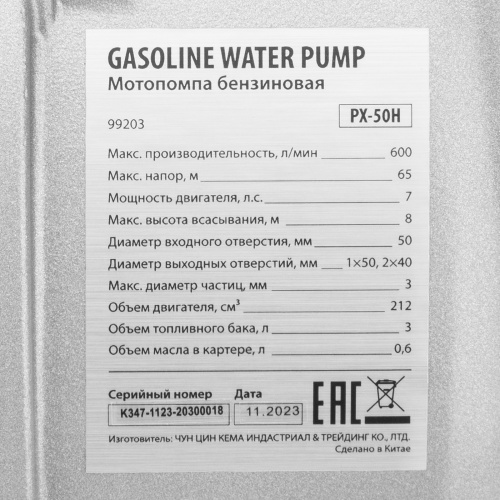 GASOLINE WATER PUMP
Мотопомпа бензиновая
99203
PX-50H
Макс. производительность, л/мин 600
Макс. напор, м 65
Мощность двигателя, л.с. 7
Макс. высота всасывания, м 8
Диаметр входного отверстия, мм 50
Диаметр выходных отверстий, мм 1×50, 2×40
Макс. диаметр частиц, мм 3
Объем двигателя, см³ 212
Объем топливного бака, л 3
Объем масла в картере, л 0,6
Серийный номер Дата
K347-1123-20300018 11.2023
EAC
Изготовитель: ЧУН ЦИН КЕМА ИНДАСТРИАЛ & ТРЕЙДИНГ КО., ЛТД.
Сделано в Китае